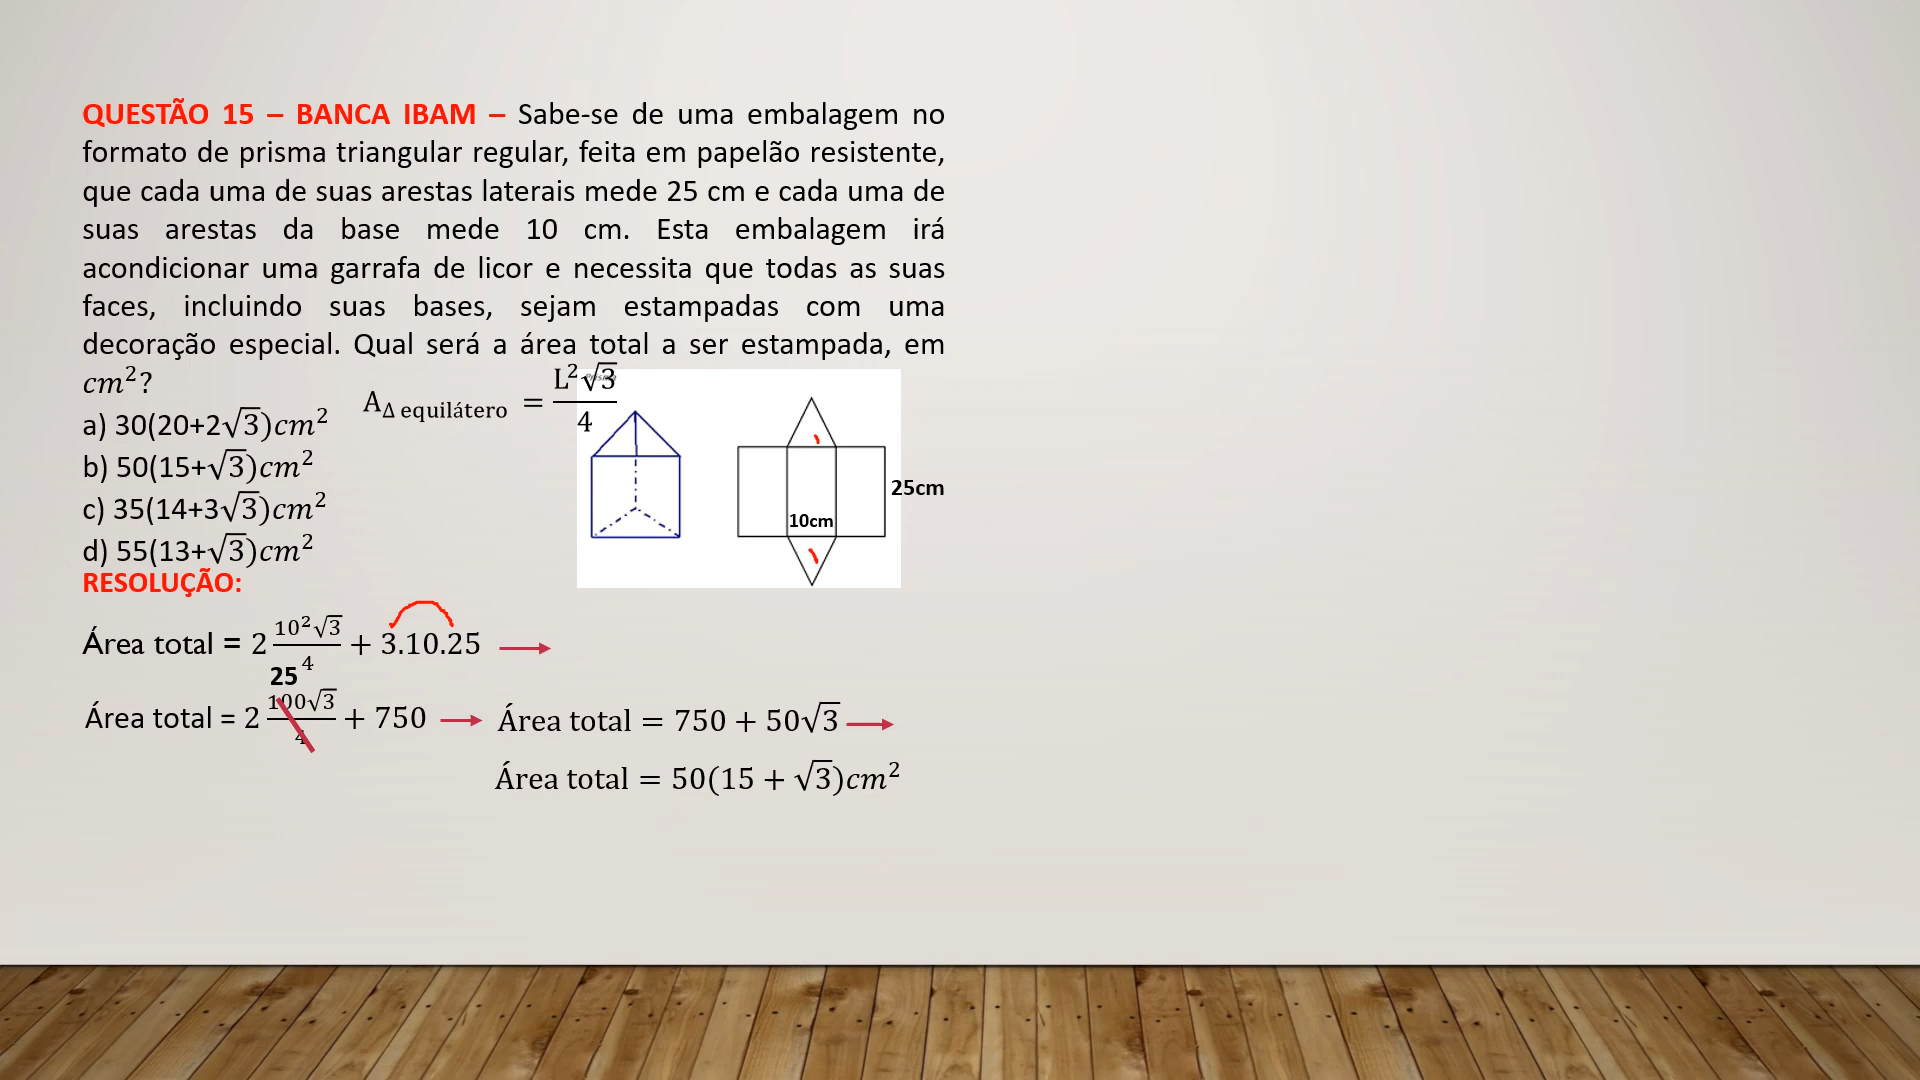 QUESTÃO 15 – BANCA IBAM – Sabe-se de uma embalagem no
formato de prisma triangular regular, feita em papelão resistente,
que cada uma de suas arestas laterais mede 25 cm e cada uma de
suas arestas da base mede 10 cm. Esta embalagem irá
acondicionar uma garrafa de licor e necessita que todas as suas
faces, incluindo suas bases, sejam estampadas com uma
decoração especial. Qual será a área total a ser estampada, em
cm²?
A_Δ equilátero = L²√3/4
a) 30(20+2√3)cm²
b) 50(15+√3)cm²
c) 35(14+3√3)cm²
d) 55(13+√3)cm²
25cm
10cm
RESOLUÇÃO:
Área total = 2 10²√3/4 + 3.10.25
25
Área total = 2 100√3/4 + 750
Área total = 750 + 50√3
Área total = 50(15 + √3)cm²